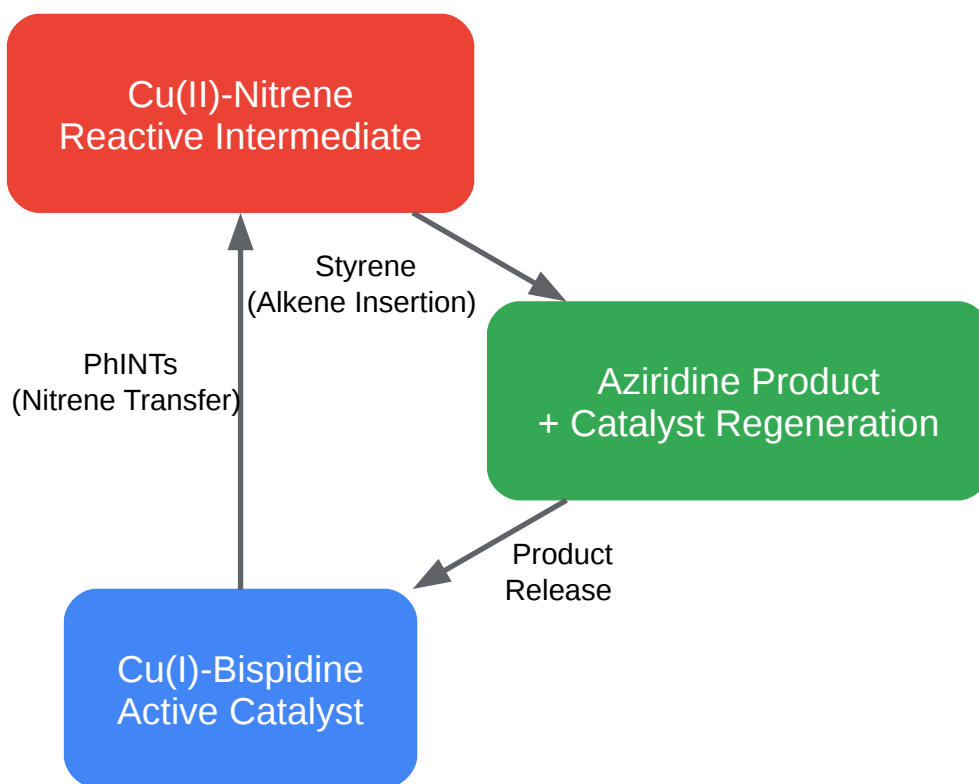 Cu(II)-Nitrene
Reactive Intermediate
Styrene
(Alkene Insertion)
PhINTs
(Nitrene Transfer)
Aziridine Product
+ Catalyst Regeneration
Product
Release
Cu(I)-Bispidine
Active Catalyst